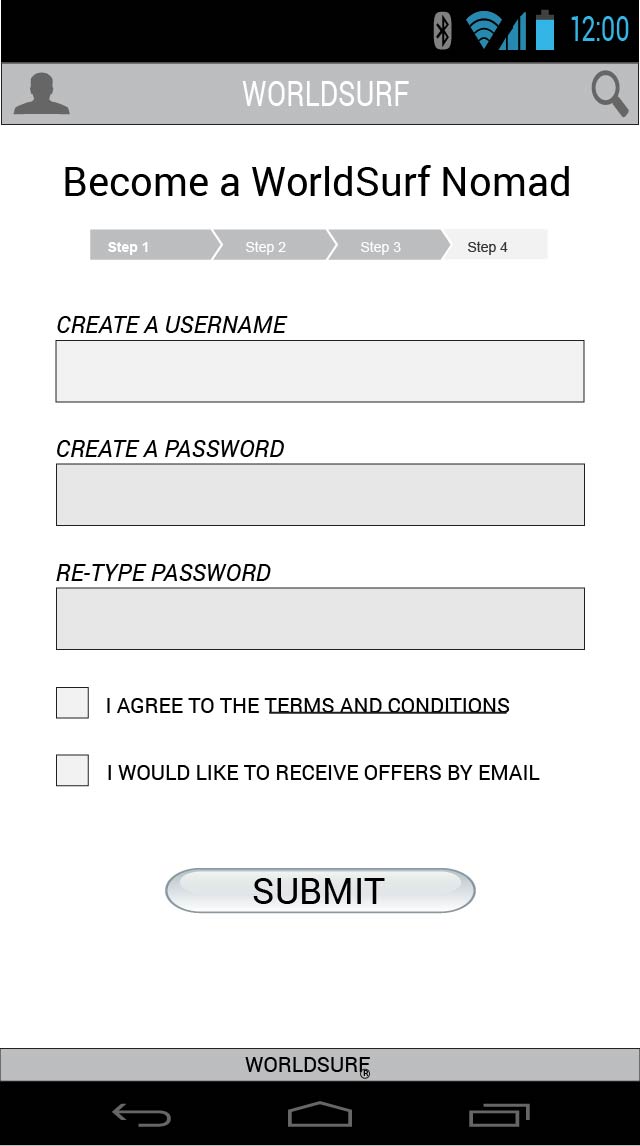 12:00
WORLDSURF
Become a WorldSurf Nomad
Step 1 Step 2 Step 3 Step 4
CREATE A USERNAME
CREATE A PASSWORD
RE-TYPE PASSWORD
I AGREE TO THE TERMS AND CONDITIONS
I WOULD LIKE TO RECEIVE OFFERS BY EMAIL
SUBMIT
WORLDSURF®